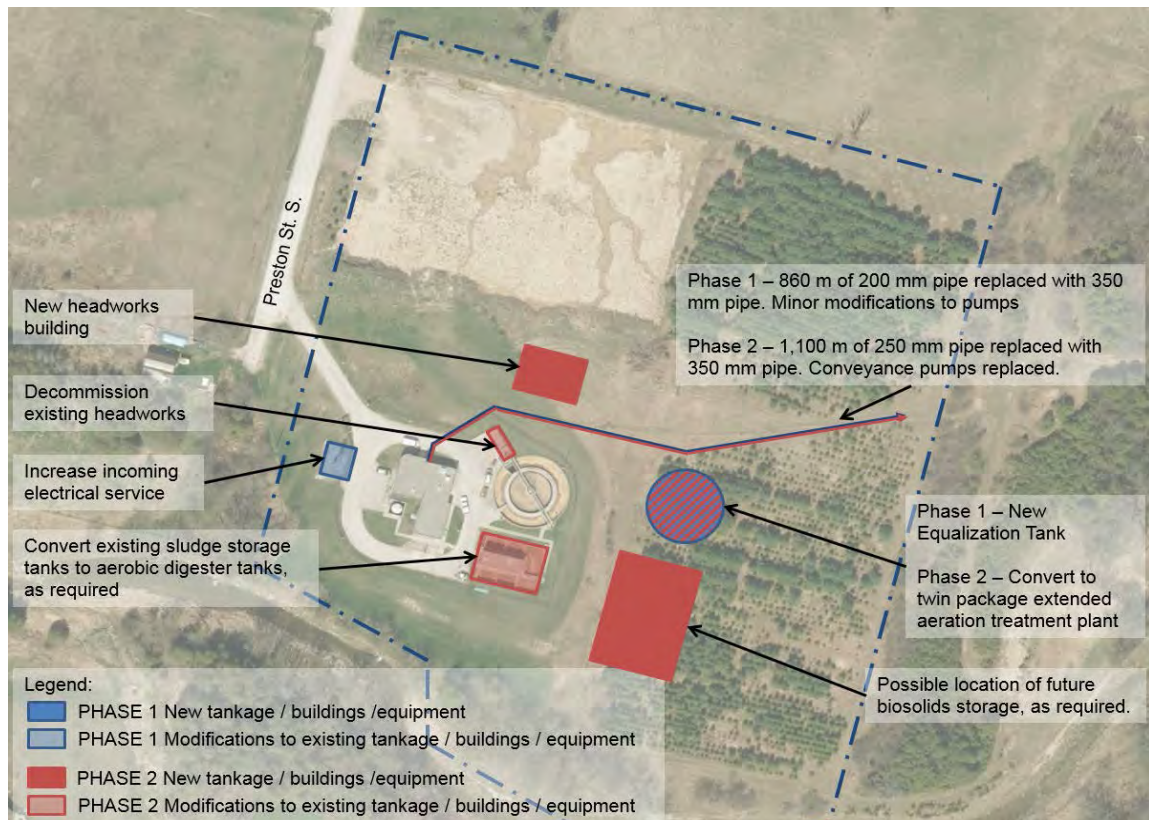 Preston St. S.
New headworks
building
Decommission
existing headworks
Increase incoming
electrical service
Convert existing sludge storage
tanks to aerobic digester tanks,
as required
Phase 1 – 860 m of 200 mm pipe replaced with 350
mm pipe. Minor modifications to pumps
Phase 2 – 1,100 m of 250 mm pipe replaced with
350 mm pipe. Conveyance pumps replaced.
Phase 1 – New
Equalization Tank
Phase 2 – Convert to
twin package extended
aeration treatment plant
Possible location of future
biosolids storage, as required.
Legend:
PHASE 1 New tankage / buildings /equipment
PHASE 1 Modifications to existing tankage / buildings / equipment
PHASE 2 New tankage / buildings /equipment
PHASE 2 Modifications to existing tankage / buildings / equipment